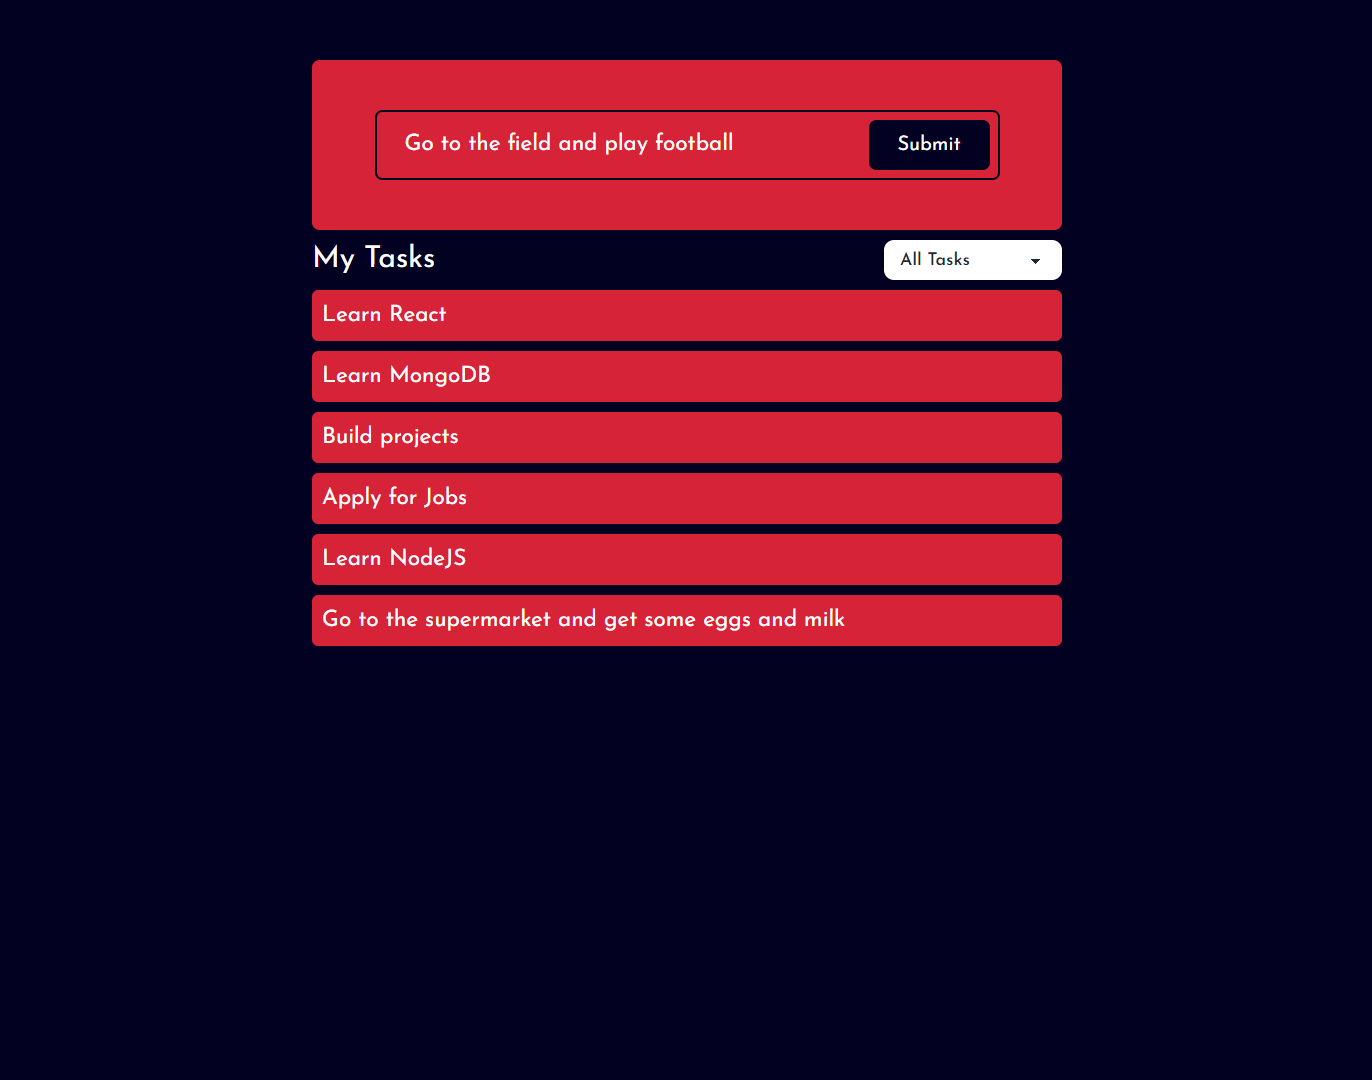 Go to the field and play football
Submit
My Tasks
All Tasks
Learn React
Learn MongoDB
Build projects
Apply for Jobs
Learn NodeJS
Go to the supermarket and get some eggs and milk